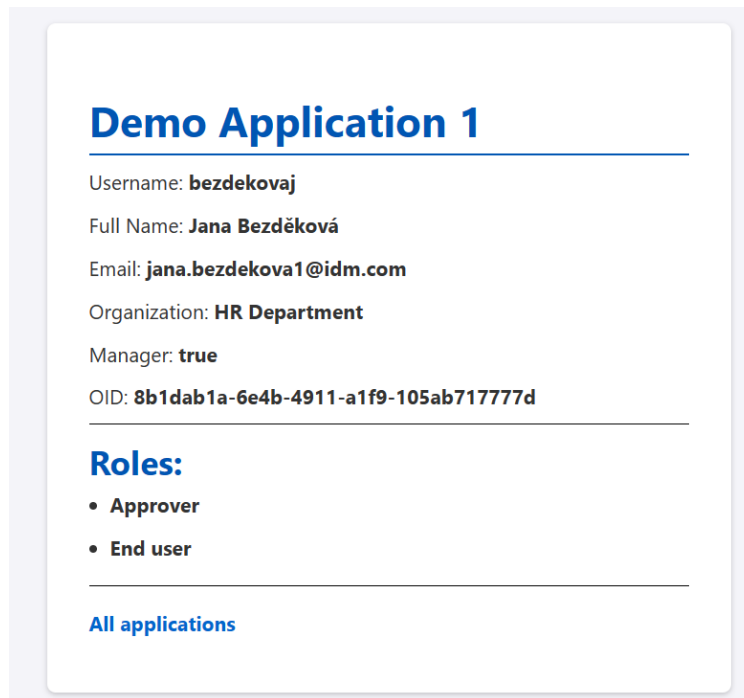 Demo Application 1
Username: bezdekovaj
Full Name: Jana Bezděková
Email: jana.bezdekova1@idm.com
Organization: HR Department
Manager: true
OID: 8b1dab1a-6e4b-4911-a1f9-105ab717777d
Roles:
• Approver
• End user
All applications